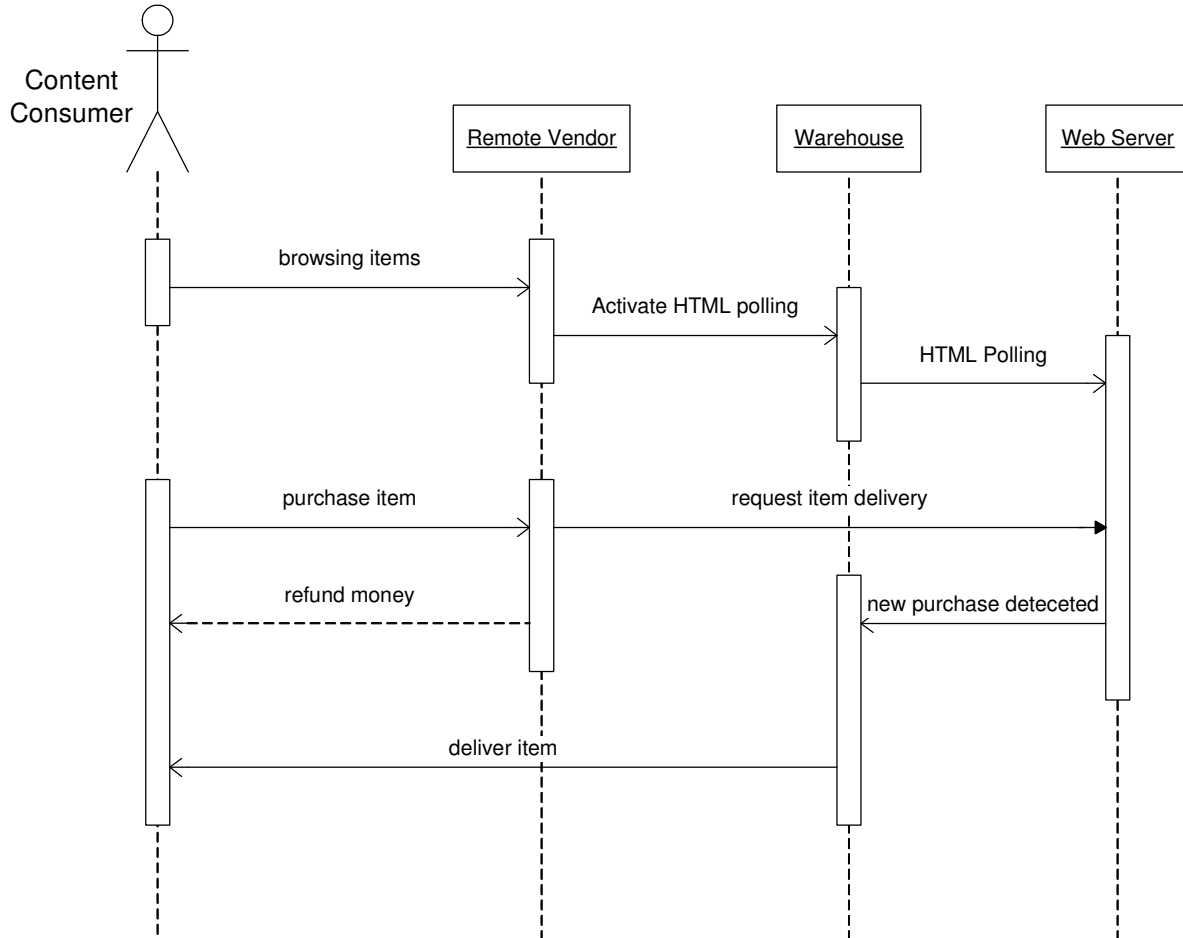 Content
Consumer
Remote Vendor
Warehouse
Web Server
browsing items
Activate HTML polling
HTML Polling
purchase item
request item delivery
refund money
new purchase deteceted
deliver item